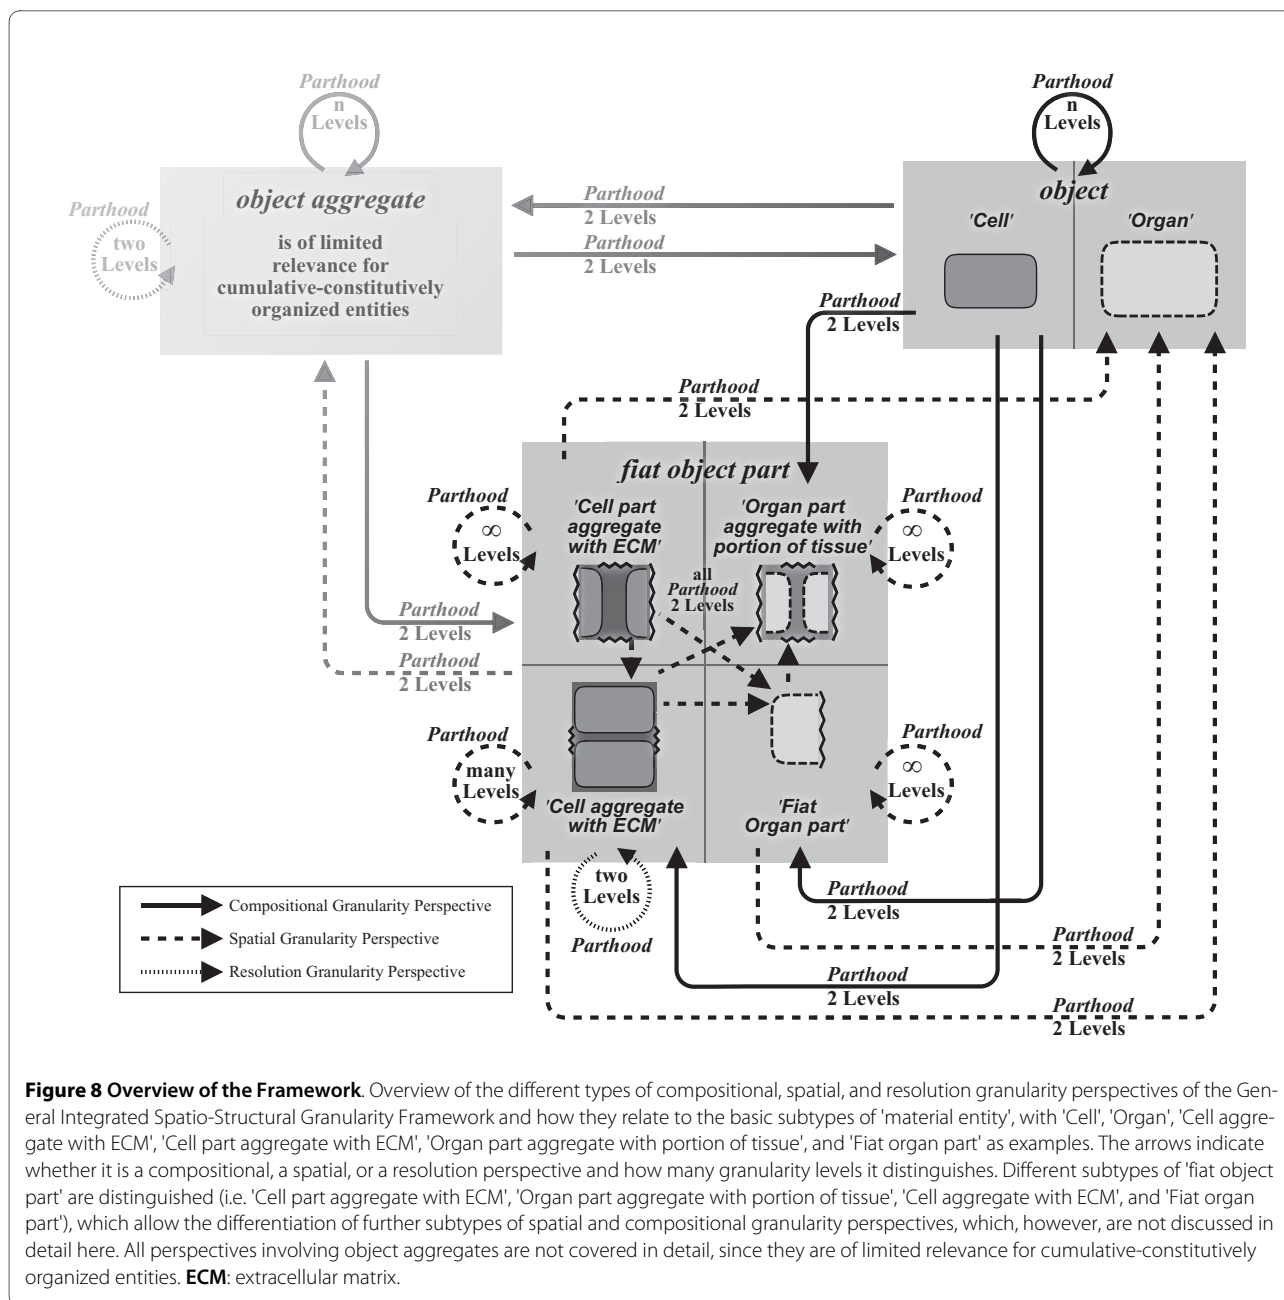 Parthood
n
Levels
Parthood
n
Levels
object aggregate
is of limited
relevance for
cumulative-constitutively
organized entities
Parthood
two
Levels
Parthood
2 Levels
Parthood
2 Levels
object
'Cell'
'Organ'
Parthood
2 Levels
Parthood
2 Levels
fiat object part
Parthood
∞
Levels
'Cell part
aggregate
with ECM'
'Organ part
aggregate with
portion of tissue'
Parthood
∞
Levels
all
Parthood
2 Levels
Parthood
2 Levels
Parthood
2 Levels
Parthood
many
Levels
Parthood
∞
Levels
'Cell aggregate
with ECM'
'Fiat
Organ part'
two
Levels
Parthood
Parthood
2 Levels
Parthood
2 Levels
Parthood
2 Levels
Parthood
2 Levels
Compositional Granularity Perspective
Spatial Granularity Perspective
Resolution Granularity Perspective
Figure 8 Overview of the Framework. Overview of the different types of compositional, spatial, and resolution granularity perspectives of the Gen-
eral Integrated Spatio-Structural Granularity Framework and how they relate to the basic subtypes of 'material entity', with 'Cell', 'Organ', 'Cell aggre-
gate with ECM', 'Cell part aggregate with ECM', 'Organ part aggregate with portion of tissue', and 'Fiat organ part' as examples. The arrows indicate
whether it is a compositional, a spatial, or a resolution perspective and how many granularity levels it distinguishes. Different subtypes of 'fiat object
part' are distinguished (i.e. 'Cell part aggregate with ECM', 'Organ part aggregate with portion of tissue', 'Cell aggregate with ECM', and 'Fiat organ
part'), which allow the differentiation of further subtypes of spatial and compositional granularity perspectives, which, however, are not discussed in
detail here. All perspectives involving object aggregates are not covered in detail, since they are of limited relevance for cumulative-constitutively
organized entities. ECM: extracellular matrix.